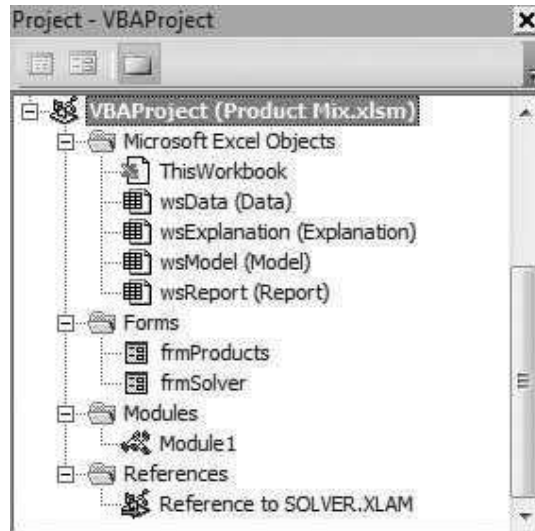 Project - VBAProject
VBAProject (Product Mix.xlsm)
Microsoft Excel Objects
ThisWorkbook
wsData (Data)
wsExplanation (Explanation)
wsModel (Model)
wsReport (Report)
Forms
frmProducts
frmSolver
Modules
Module1
References
Reference to SOLVER.XLAM